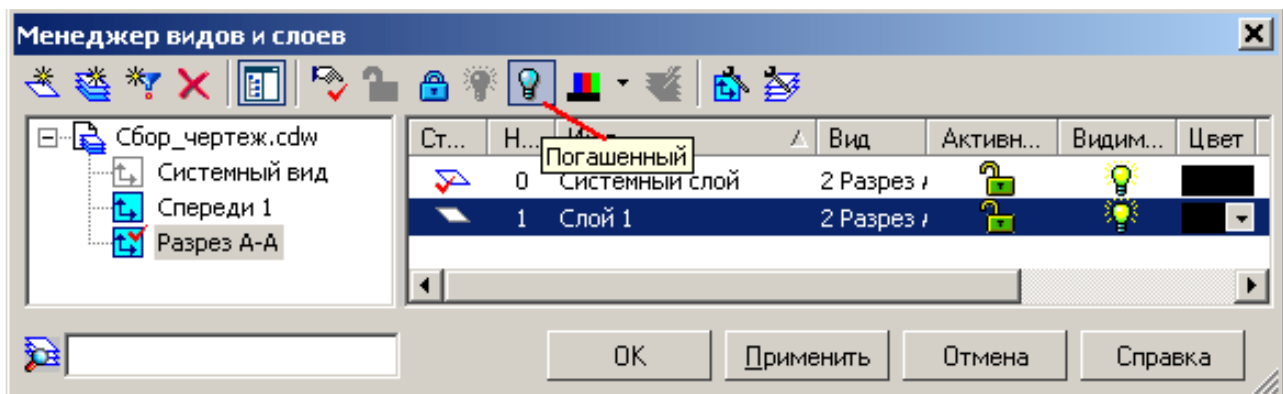 Менеджер видов и слоев
Сбор_чертеж.cdw
Системный вид
Спереди 1
Разрез А-А
Ст... Н... Вид Активн... Видим... Цвет
Погашенный
0 Системный слой 2 Разрез
1 Слой 1 2 Разрез
OK Применить Отмена Справка